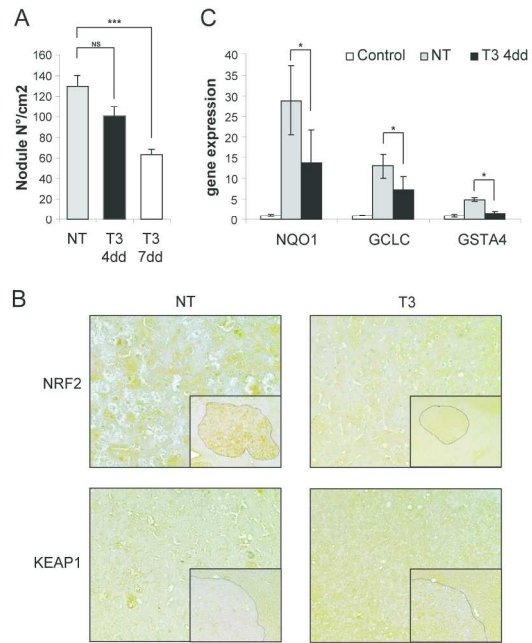 A
***
NS
Nodule N°/cm2
140
120
100
80
60
40
20
0
NT
T3 4dd
T3 7dd
C
Control NT T3 4dd
gene expression
40
35
30
25
20
15
10
5
0
*
*
*
NQO1 GCLC GSTA4
B
NT T3
NRF2
KEAP1